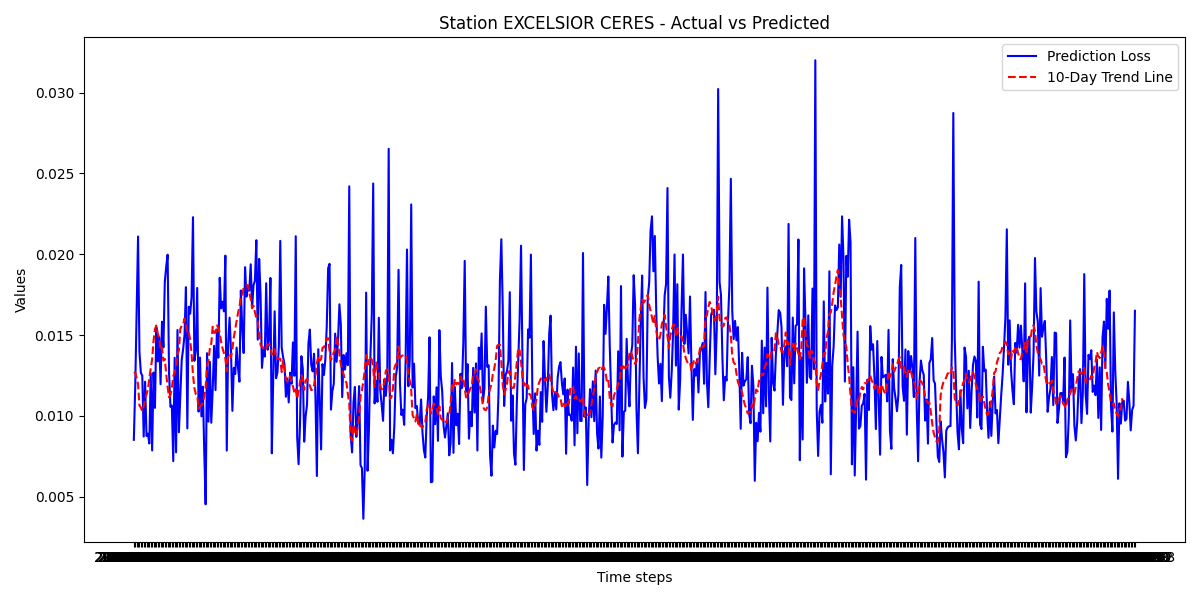 Station EXCELSIOR CERES - Actual vs Predicted
Prediction Loss
10-Day Trend Line
0.030
0.025
0.020
0.015
0.010
0.005
Values
Time steps